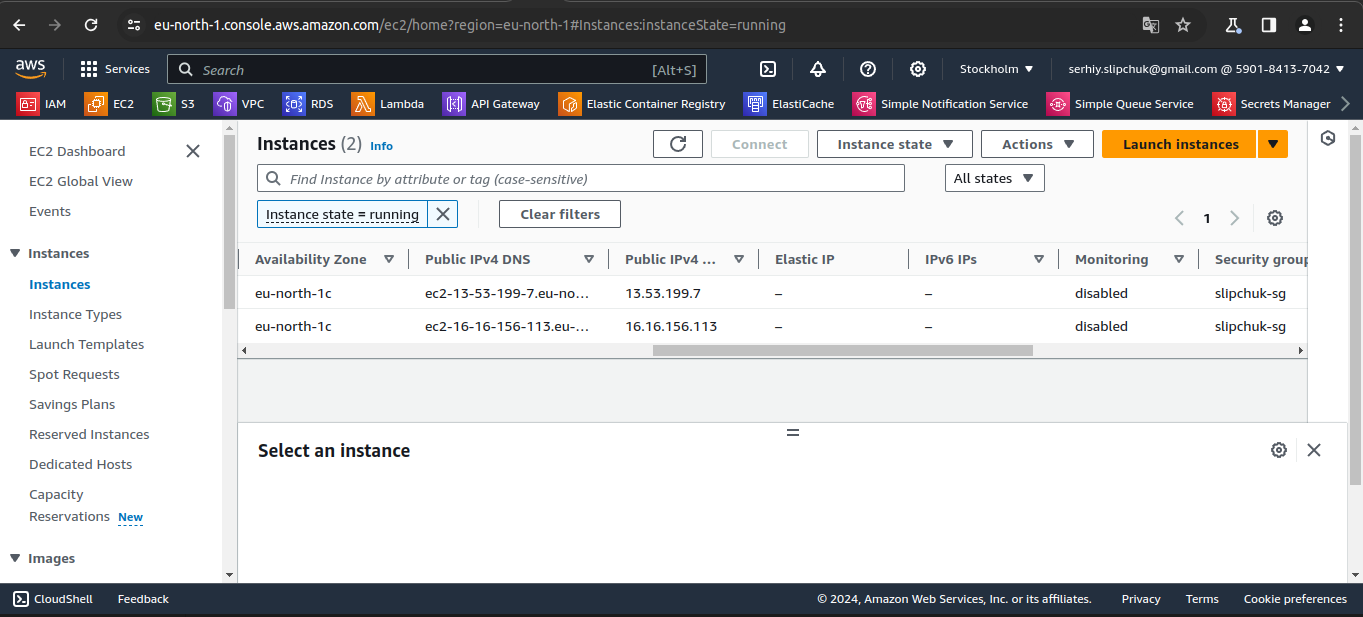 eu-north-1.console.aws.amazon.com/ec2/home?region=eu-north-1#Instances:instanceState=running
aws Services Search [Alt+S] Stockholm serhiy.slipchuk@gmail.com @ 5901-8413-7042
IAM EC2 S3 VPC RDS Lambda API Gateway Elastic Container Registry ElastiCache Simple Notification Service Simple Queue Service Secrets Manager
EC2 Dashboard
EC2 Global View
Events
Instances
Instances
Instance Types
Launch Templates
Spot Requests
Savings Plans
Reserved Instances
Dedicated Hosts
Capacity
Reservations New
Images
Instances (2) Info Connect Instance state Actions Launch instances
Find Instance by attribute or tag (case-sensitive) All states
Instance state = running Clear filters 1
Availability Zone Public IPv4 DNS Public IPv4 ... Elastic IP IPv6 IPs Monitoring Security group
eu-north-1c ec2-13-53-199-7.eu-no... 13.53.199.7 – – disabled slipchuk-sg
eu-north-1c ec2-16-16-156-113.eu-... 16.16.156.113 – – disabled slipchuk-sg
Select an instance
CloudShell Feedback © 2024, Amazon Web Services, Inc. or its affiliates. Privacy Terms Cookie preferences